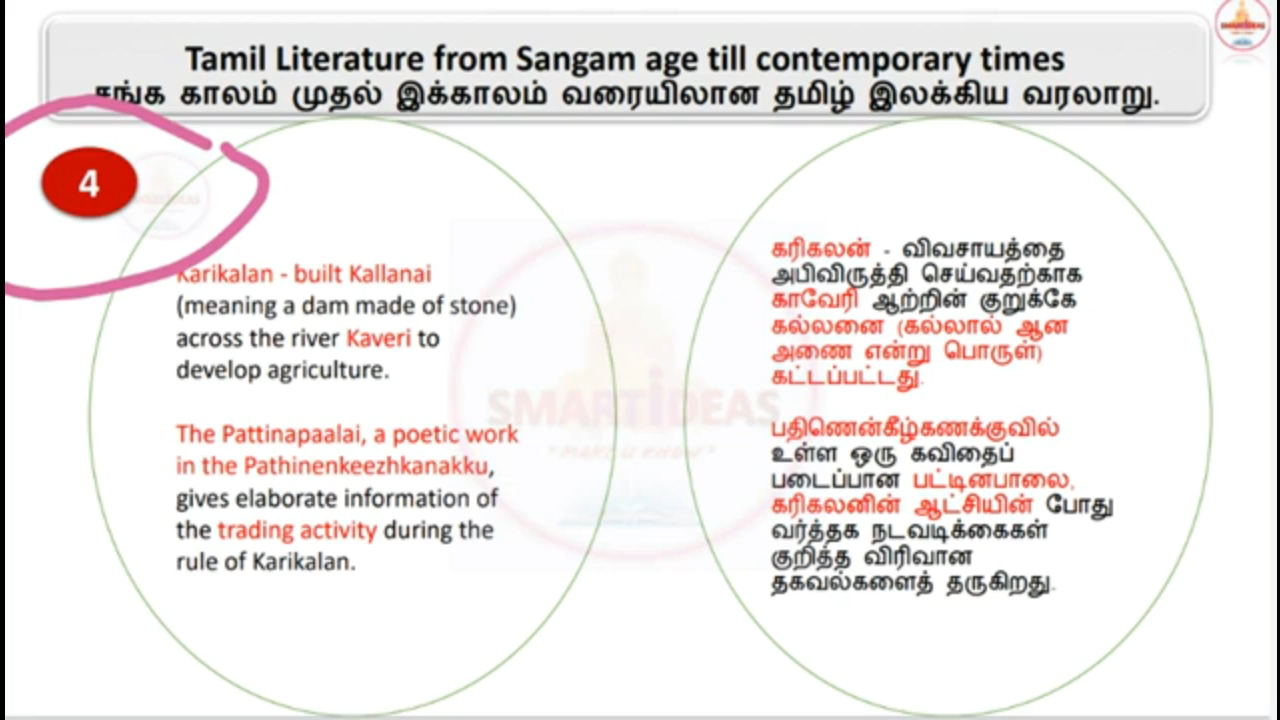 Tamil Literature from Sangam age till contemporary times
சங்க காலம் முதல் இக்காலம் வரையிலான தமிழ் இலக்கிய வரலாறு.
4
Karikalan - built Kallanai
(meaning a dam made of stone)
across the river Kaveri to
develop agriculture.
The Pattinapaalai, a poetic work
in the Pathinenkeezhkanakku,
gives elaborate information of
the trading activity during the
rule of Karikalan.
கரிகலன் - விவசாயத்தை
அபிவிருத்தி செய்வதற்காக
காவேரி ஆற்றின் குறுக்கே
கல்லனை (கல்லால் ஆன
அணை என்று பொருள்)
கட்டப்பட்டது.
பதிணென்கீழ்கணக்குவில்
உள்ள ஒரு கவிதைப்
படைப்பான பட்டினபாலை,
கரிகலனின் ஆட்சியின் போது
வர்த்தக நடவடிக்கைகள்
குறித்த விரிவான
தகவல்களைத் தருகிறது.
SMARTIDEAS
SMARTIDEAS